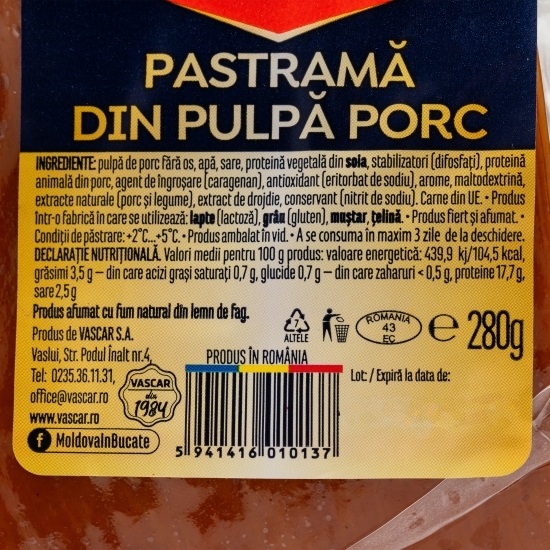 PASTRAMĂ
DIN PULPĂ PORC
INGREDIENTE: pulpă de porc fără os, apă, sare, proteină vegetală din soia, stabilizatori (difosfați), proteină
animală din porc, agent de îngroșare (caragenan), antioxidant (eritorbat de sodiu), arome, maltodextrină,
extracte naturale (porc și legume), extract de drojdie, conservant (nitrit de sodiu). Carne din UE. • Produs
într-o fabrică în care se utilizează: lapte (lactoză), grâu (gluten), muștar, țelină. • Produs fiert și afumat. •
Condiții de păstrare: +2°C...+5°C. • Produs ambalat în vid. • A se consuma în maxim 3 zile de la deschidere.
DECLARAȚIE NUTRIȚIONALĂ. Valori medii pentru 100 g produs: valoare energetică: 439,9 kj/104,5 kcal,
grăsimi 3,5 g – din care acizi grași saturați 0,7 g, glucide 0,7 g – din care zaharuri < 0,5 g, proteine 17,7 g,
sare 2,5 g
Produs afumat cu fum natural din lemn de fag.
Produs de VASCAR S.A.
Vaslui, Str. Podul Înalt nr.4,
Tel: 0235.36.11.31,
office@vascar.ro
www.vascar.ro
MoldovaInBucate
VASCAR
din
1984
PRODUS ÎN ROMÂNIA
5 941416 010137
7
ALTELE
ROMANIA
43
EC
℮ 280g
Lot: / Expiră la data de: